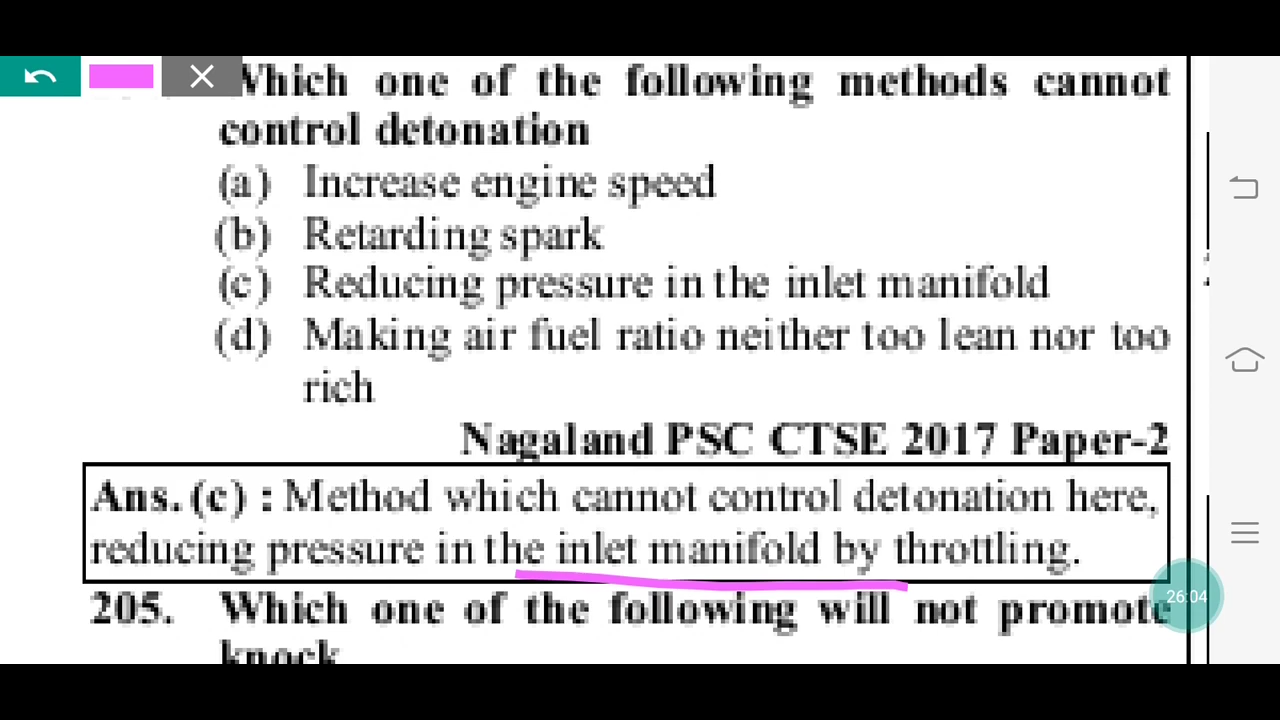 Which one of the following methods cannot
control detonation
(a) Increase engine speed
(b) Retarding spark
(c) Reducing pressure in the inlet manifold
(d) Making air fuel ratio neither too lean nor too
rich
Nagaland PSC CTSE 2017 Paper-2
Ans. (c) : Method which cannot control detonation here,
reducing pressure in the inlet manifold by throttling.
26:04
205. Which one of the following will not promote
knock